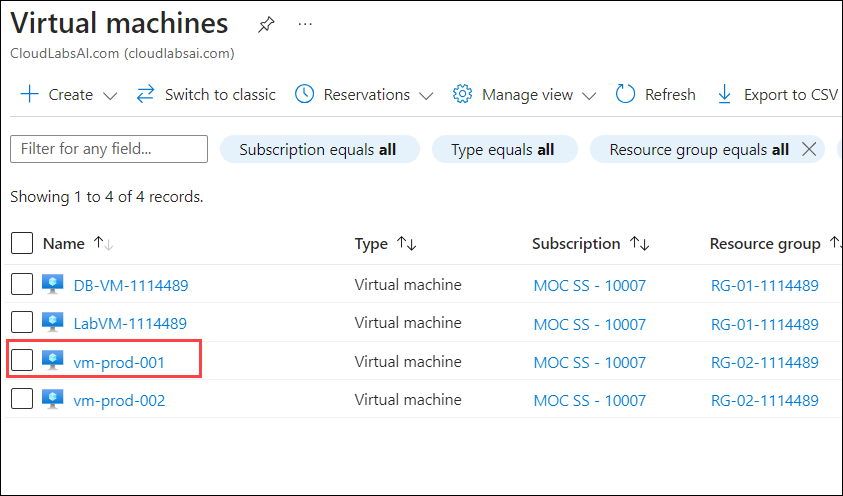 Virtual machines
CloudLabsAI.com (cloudlabsai.com)
Create Switch to classic Reservations Manage view Refresh Export to CSV
Filter for any field... Subscription equals all Type equals all Resource group equals all
Showing 1 to 4 of 4 records.
Name Type Subscription Resource group
DB-VM-1114489 Virtual machine MOC SS - 10007 RG-01-1114489
LabVM-1114489 Virtual machine MOC SS - 10007 RG-01-1114489
vm-prod-001 Virtual machine MOC SS - 10007 RG-02-1114489
vm-prod-002 Virtual machine MOC SS - 10007 RG-02-1114489